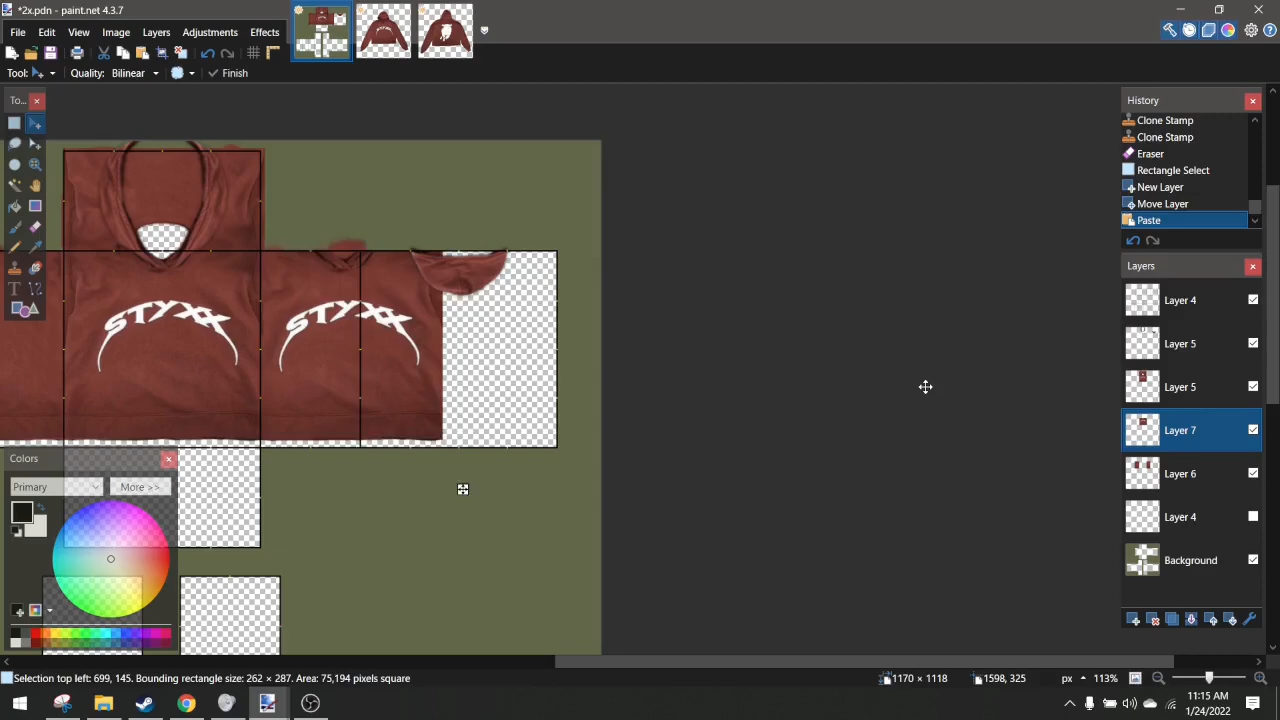 *2x.pdn - paint.net 4.3.7
File Edit View Image Layers Adjustments Effects
Tool: Quality: Bilinear Finish
To...
History
Clone Stamp
Clone Stamp
Eraser
Rectangle Select
New Layer
Move Layer
Paste
STYXX STYXX
Layers
Layer 4
Layer 5
Layer 5
Layer 7
Layer 6
Layer 4
Background
Colors
Primary More >>
Selection top left: 699, 145. Bounding rectangle size: 262 × 287. Area: 75,194 pixels square 1170 × 1118 1598, 325 px 113%
11:15 AM
1/24/2022